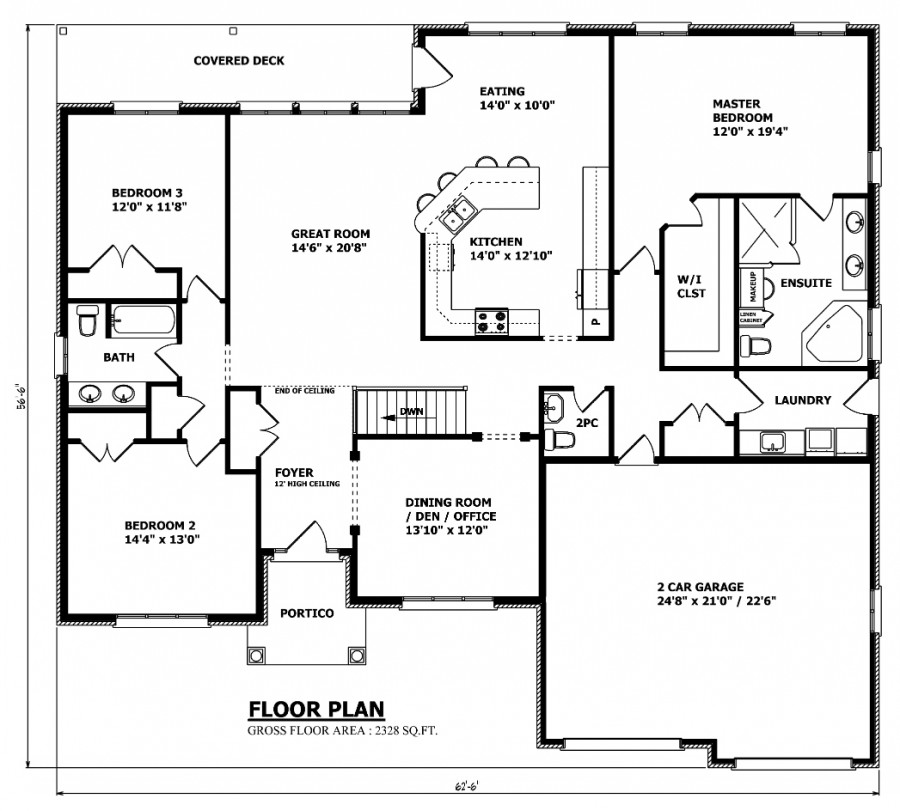 COVERED DECK
EATING
14'0" x 10'0"
MASTER
BEDROOM
12'0" x 19'4"
BEDROOM 3
12'0" x 11'8"
GREAT ROOM
14'6" x 20'8"
KITCHEN
14'0" x 12'10"
W/I
CLST
MAKEUP
ENSUITE
LINEN
CABINET
P
BATH
56'-6"
END OF CEILING
DWN
2PC
LAUNDRY
FOYER
12' HIGH CEILING
DINING ROOM
/ DEN / OFFICE
13'10" x 12'0"
BEDROOM 2
14'4" x 13'0"
2 CAR GARAGE
24'8" x 21'0" / 22'6"
PORTICO
FLOOR PLAN
GROSS FLOOR AREA : 2328 SQ.FT.
62'-6'